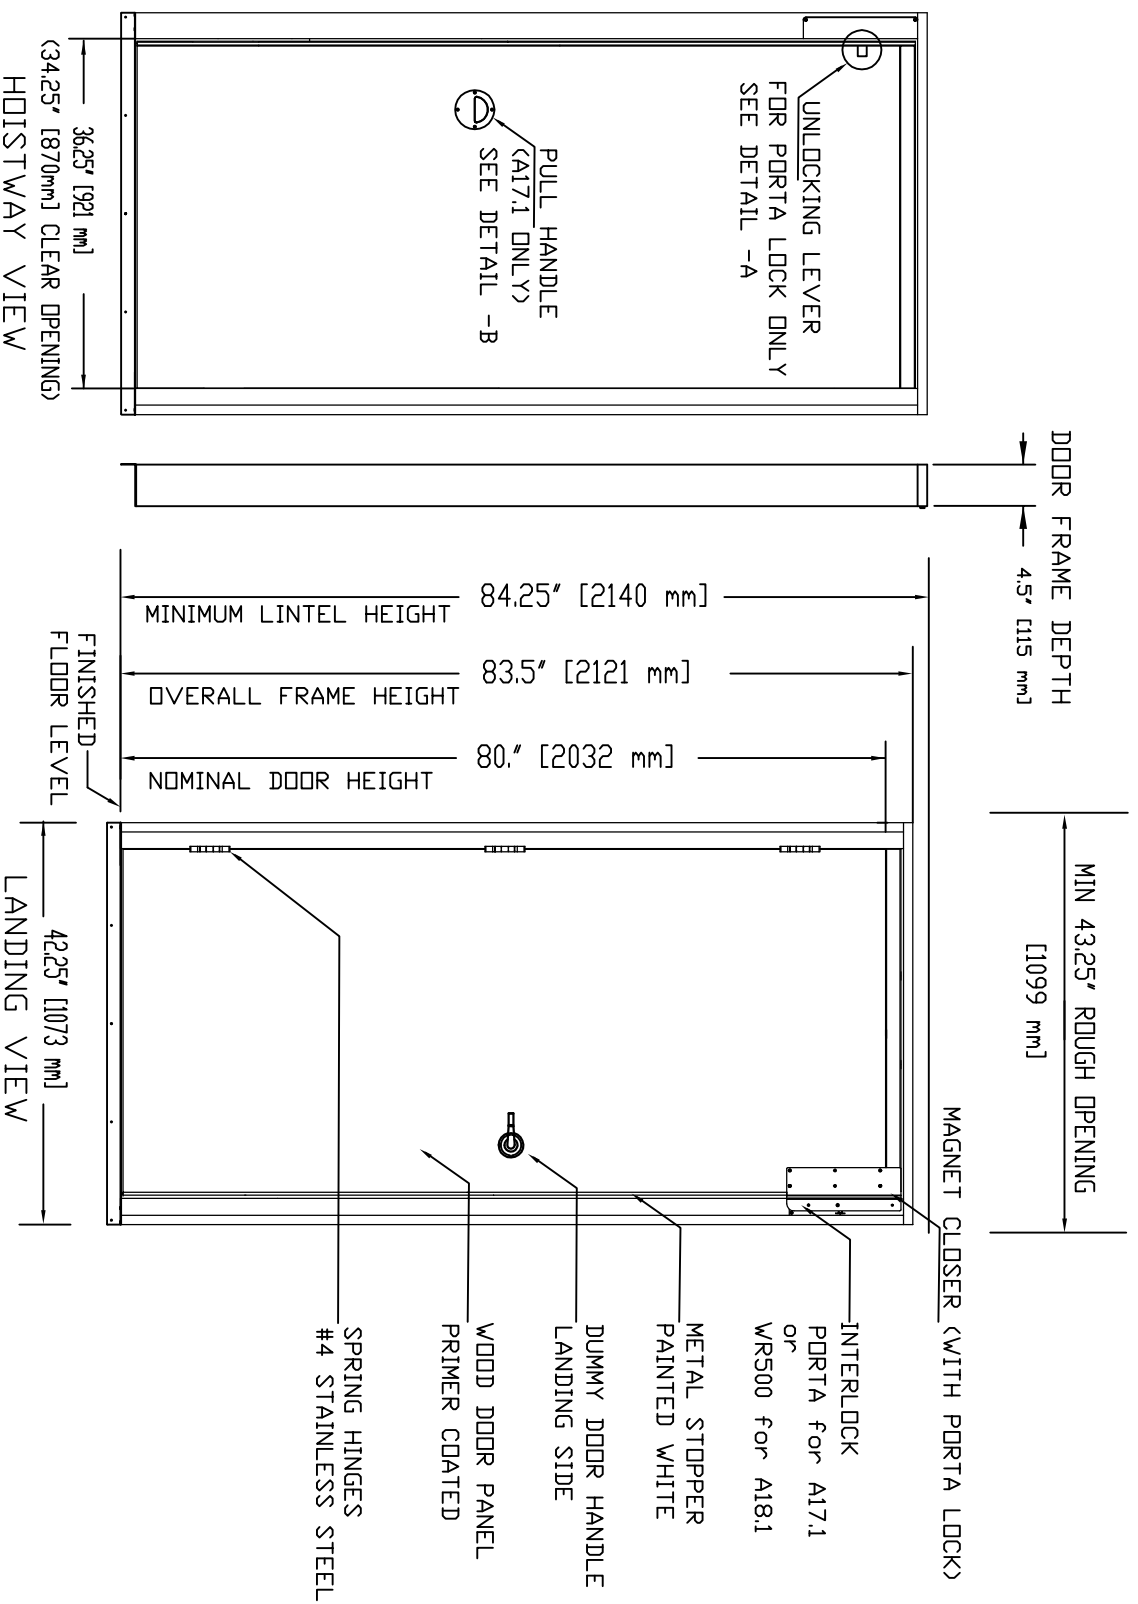 UNLOCKING LEVER
FOR PORTA LOCK ONLY
SEE DETAIL -A
PULL HANDLE
(A17.1 ONLY)
SEE DETAIL -B
36.25" [921 mm]
(34.25" [870mm] CLEAR OPENING)
HOISTWAY VIEW
DOOR FRAME DEPTH
4.5" [115 mm]
84.25" [2140 mm]
MINIMUM LINTEL HEIGHT
83.5" [2121 mm]
OVERALL FRAME HEIGHT
80." [2032 mm]
NOMINAL DOOR HEIGHT
FINISHED
FLOOR LEVEL
MIN 43.25" ROUGH OPENING
[1099 mm]
42.25" [1073 mm]
LANDING VIEW
MAGNET CLOSER (WITH PORTA LOCK)
INTERLOCK
PORTA for A17.1
or
WR500 for A18.1
METAL STOPPER
PAINTED WHITE
DUMMY DOOR HANDLE
LANDING SIDE
WOOD DOOR PANEL
PRIMER COATED
SPRING HINGES
#4 STAINLESS STEEL